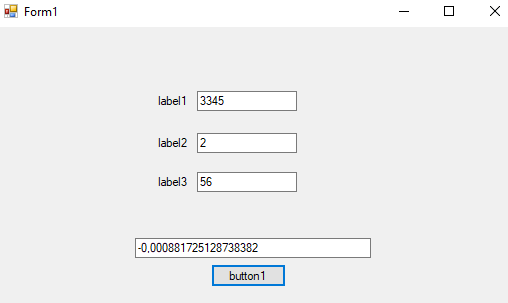 Form1
label1 3345
label2 2
label3 56
-0,000881725128738382
button1